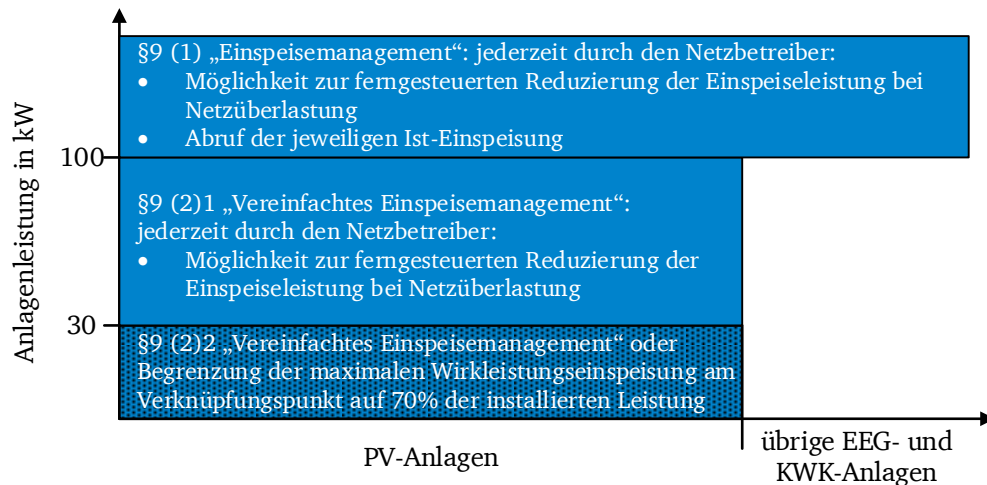 §9 (1) „Einspeisemanagement“: jederzeit durch den Netzbetreiber:
• Möglichkeit zur ferngesteuerten Reduzierung der Einspeiseleistung bei
Netzüberlastung
• Abruf der jeweiligen Ist-Einspeisung
Anlagenleistung in kW
100
§9 (2)1 „Vereinfachtes Einspeisemanagement“:
jederzeit durch den Netzbetreiber:
• Möglichkeit zur ferngesteuerten Reduzierung der
Einspeiseleistung bei Netzüberlastung
30
§9 (2)2 „Vereinfachtes Einspeisemanagement“ oder
Begrenzung der maximalen Wirkleistungseinspeisung am
Verknüpfungspunkt auf 70% der installierten Leistung
PV-Anlagen
übrige EEG- und
KWK-Anlagen